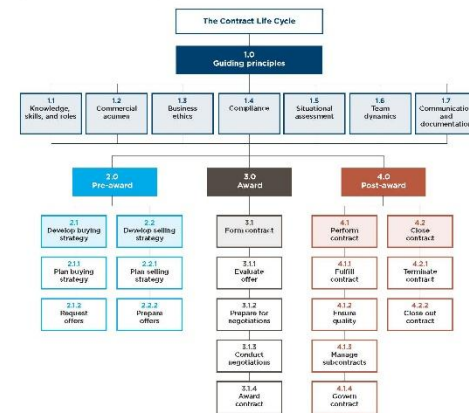 The Contract Life Cycle
1.0
Guiding principles
1.1
Knowledge,
skills, and roles
1.2
Commercial
acumen
1.3
Business
ethics
1.4
Compliance
1.5
Situational
assessment
1.6
Team
dynamics
1.7
Communication
and
documentation
2.0
Pre-award
3.0
Award
4.0
Post-award
2.1
Develop buying
strategy
2.1.1
Plan buying
strategy
2.1.2
Request
offers
2.2
Develop selling
strategy
2.2.1
Plan selling
strategy
2.2.2
Prepare
offers
3.1
Form contract
3.1.1
Evaluate
offer
3.1.2
Prepare for
negotiations
3.1.3
Conduct
negotiations
3.1.4
Award
contract
4.1
Perform
contract
4.1.1
Fulfill
contract
4.1.2
Ensure
quality
4.1.3
Manage
subcontracts
4.1.4
Govern
contract
4.2
Close
contract
4.2.1
Terminate
contract
4.2.2
Close out
contract